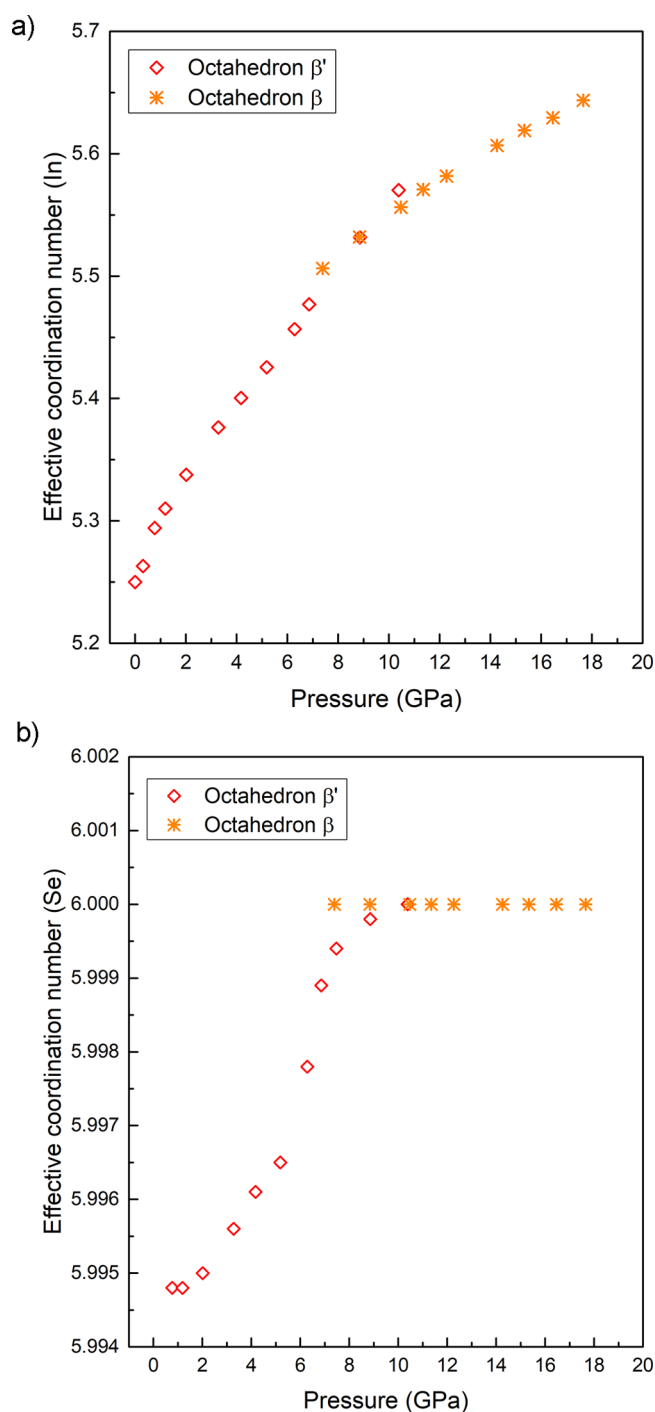 a)
5.7
5.6
5.5
5.4
5.3
5.2
Effective coordination number (In)
Octahedron β'
Octahedron β
0 2 4 6 8 10 12 14 16 18 20
Pressure (GPa)
b)
6.002
6.001
6.000
5.999
5.998
5.997
5.996
5.995
5.994
Effective coordination number (Se)
Octahedron β'
Octahedron β
0 2 4 6 8 10 12 14 16 18 20
Pressure (GPa)